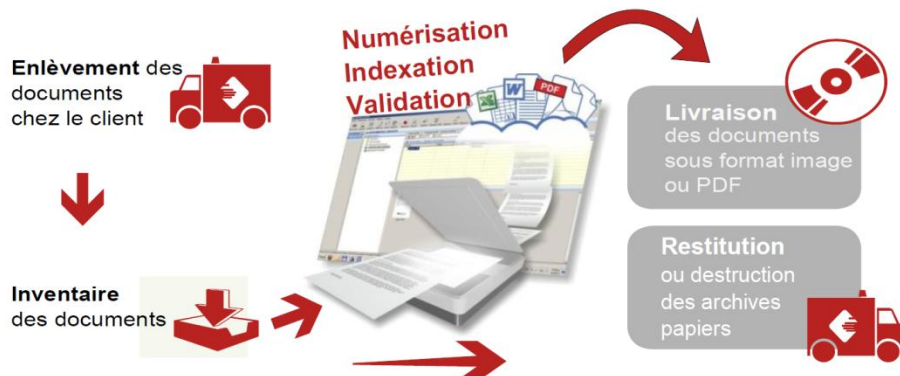 Enlèvement des
documents
chez le client
Inventaire
des documents
Numérisation
Indexation
Validation
W
PDF
X
Livraison
des documents
sous format image
ou PDF
Restitution
ou destruction
des archives
papiers